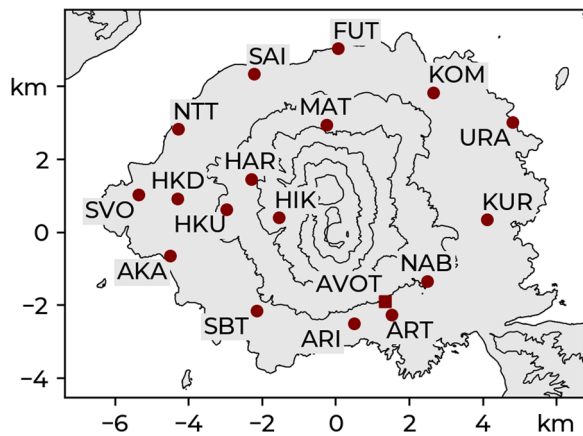 FUT
SAI
KOM
km
NTT
MAT
URA
2
HAR
HKD
HIK
SVO
HKU
KUR
0
AKA
NAB
AVOT
−2
SBT
ARI
ART
−4
−6 −4 −2 0 2 4 km